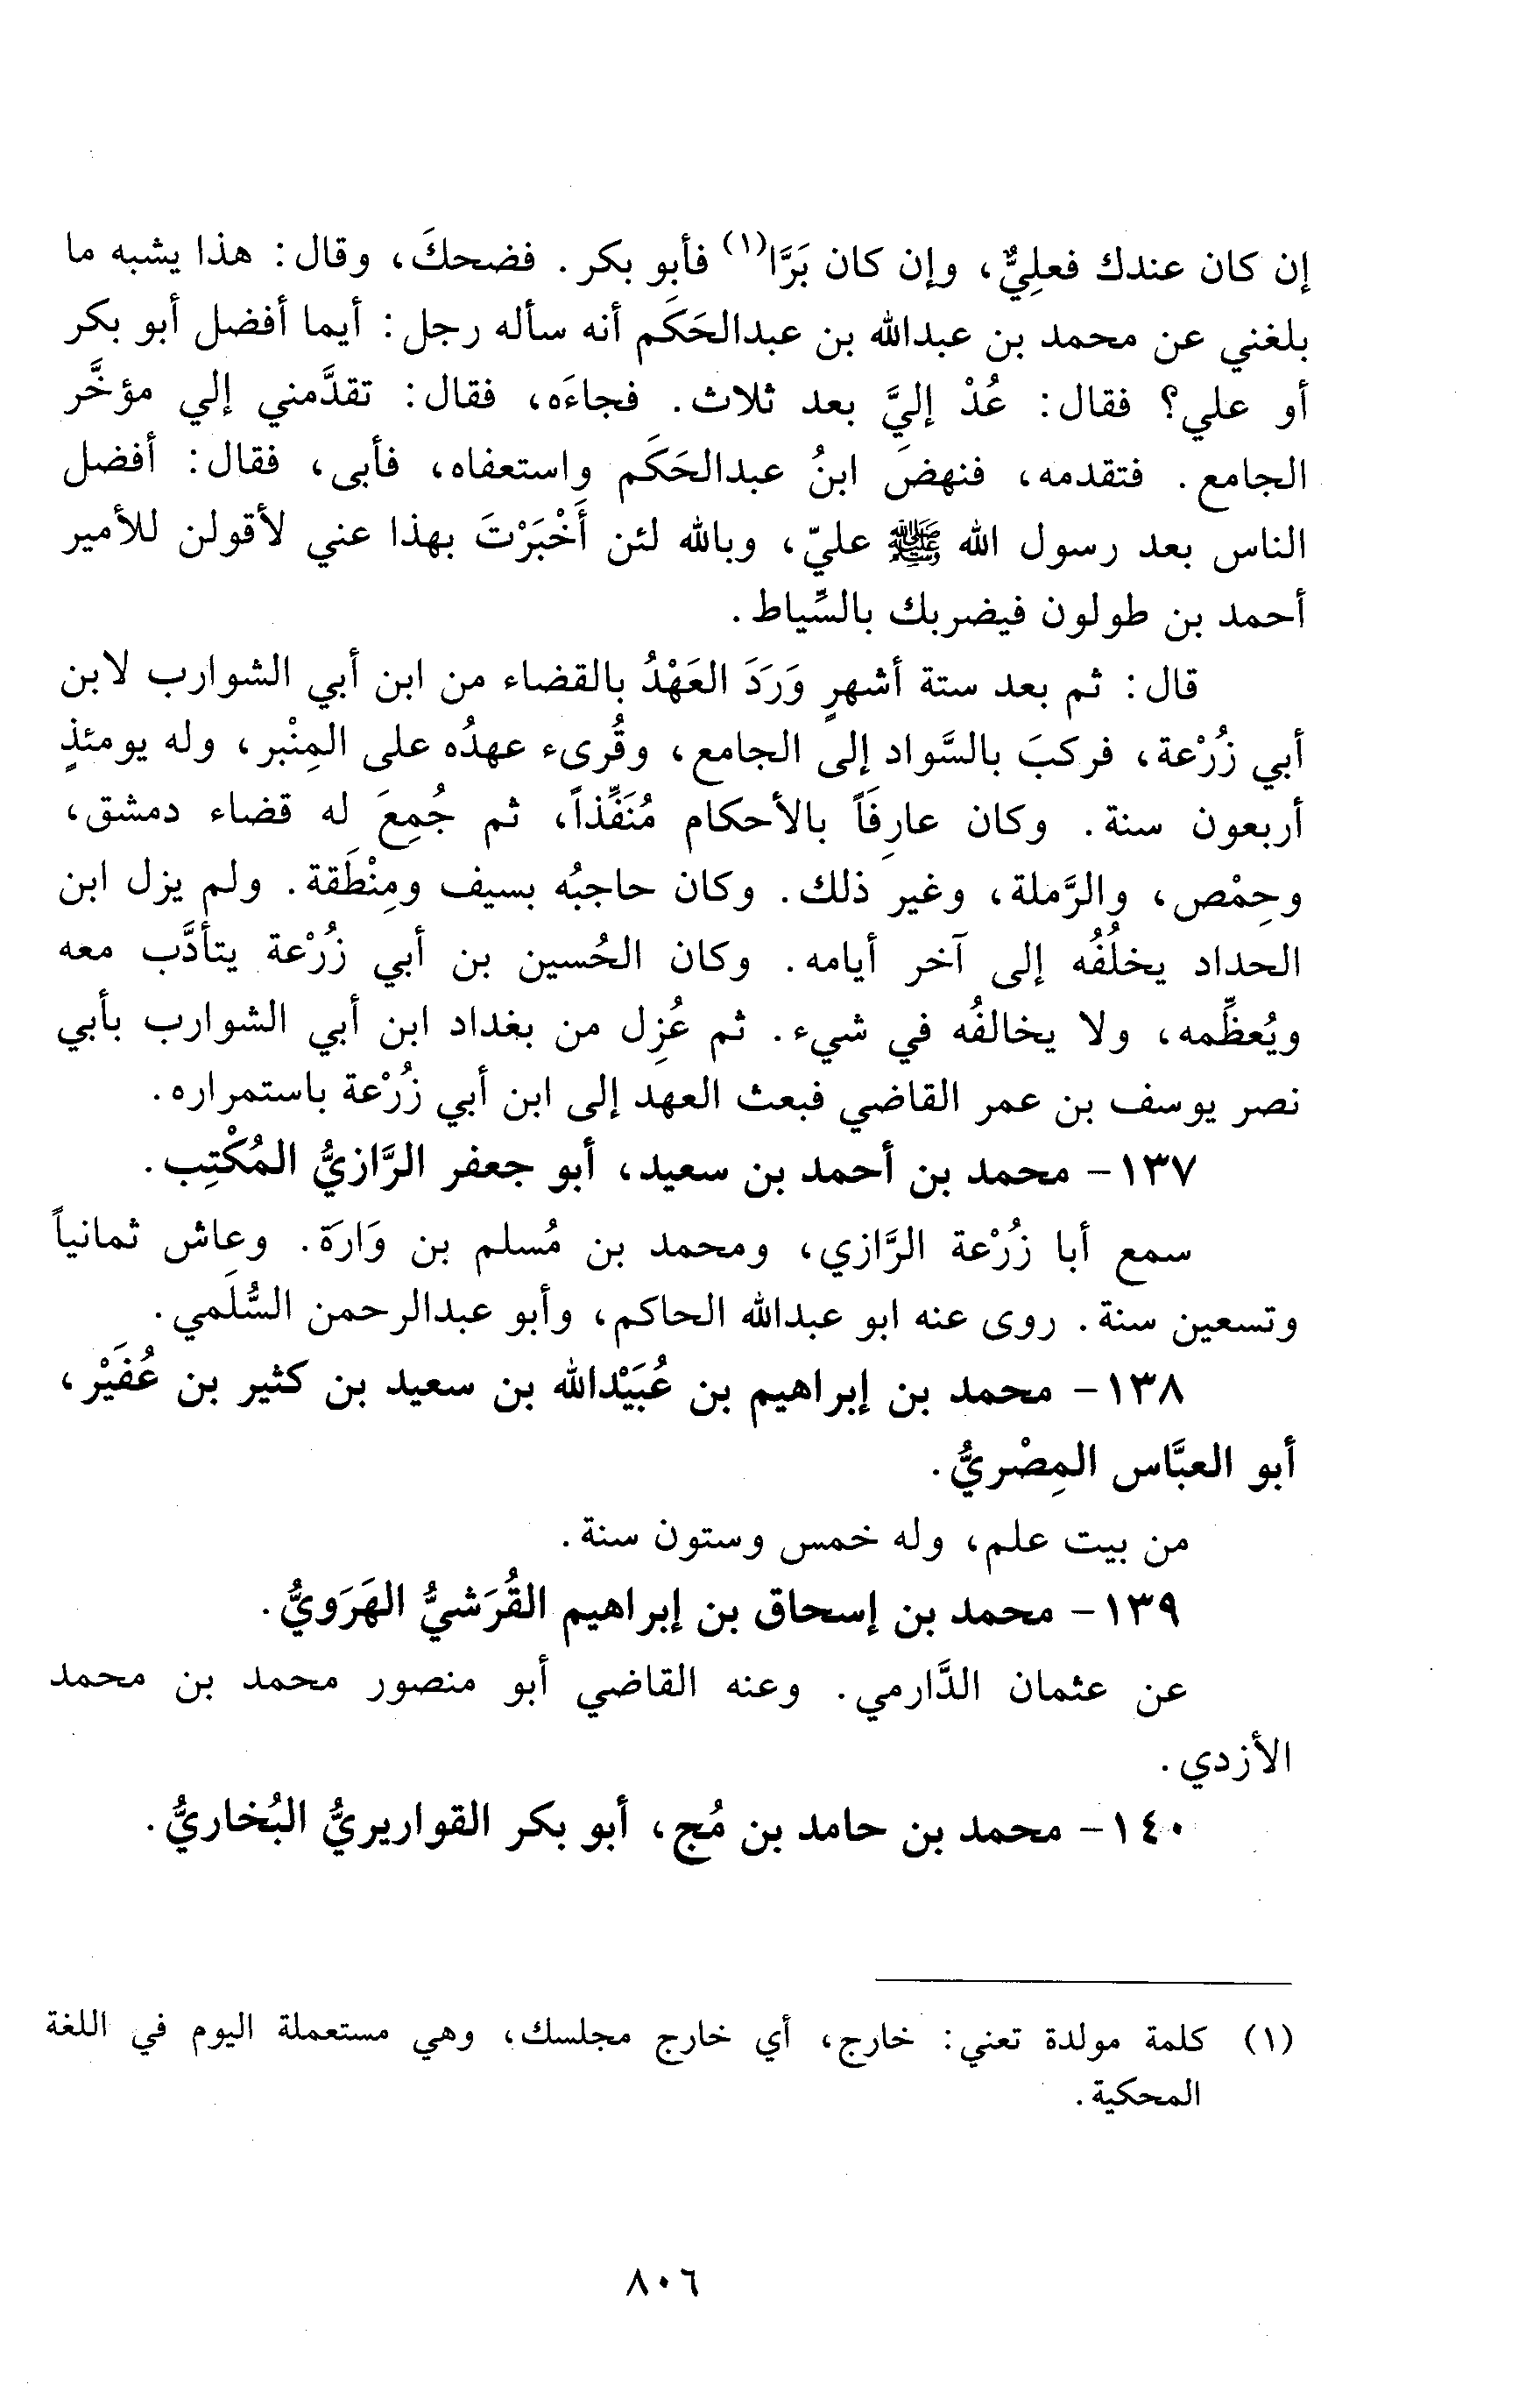 إن كان عندك فعلِيٌّ، وإن كان بَرَّا(١) فأبو بكر. فضحكَ، وقال: هذا يشبه ما
بلغني عن محمد بن عبدالله بن عبدالحَكَم أنه سأله رجل: أيما أفضل أبو بكر
أو علي؟ فقال: عُدْ إليَّ بعد ثلاث. فجاءَه، فقال: تقدَّمني إلي مؤخَّر
الجامع. فتقدمه، فنهضَ ابنُ عبدالحَكَم واستعفاه، فأبى، فقال: أفضل
الناس بعد رسول الله ﷺ عليّ، وبالله لئن أَخْبَرْتَ بهذا عني لأقولن للأمير
أحمد بن طولون فيضربك بالسِّياط.
قال: ثم بعد ستة أشهرٍ وَرَدَ العَهْدُ بالقضاء من ابن أبي الشوارب لابن
أبي زُرْعة، فركبَ بالسَّواد إلى الجامع، وقُرىء عهدُه على المِنْبر، وله يومئذٍ
أربعون سنة. وكان عارِفَاً بالأحكام مُنَفِّذاً، ثم جُمِعَ له قضاء دمشق،
وحِمْص، والرَّملة، وغير ذلك. وكان حاجبُه بسيف ومِنْطَقة. ولم يزل ابن
الحداد يخلُفُه إلى آخر أيامه. وكان الحُسين بن أبي زُرْعة يتأدَّب معه
ويُعظِّمه، ولا يخالفُه في شيء. ثم عُزِل من بغداد ابن أبي الشوارب بأبي
نصر يوسف بن عمر القاضي فبعث العهد إلى ابن أبي زُرْعة باستمراره.
١٣٧- محمد بن أحمد بن سعيد، أبو جعفر الرَّازيُّ المُكْتِب.
سمع أبا زُرْعة الرَّازي، ومحمد بن مُسلم بن وَارَة. وعاش ثمانياً
وتسعين سنة. روى عنه ابو عبدالله الحاكم، وأبو عبدالرحمن السُّلَمي.
١٣٨- محمد بن إبراهيم بن عُبَيْدالله بن سعيد بن كثير بن عُفَيْر،
أبو العبَّاس المِصْريُّ.
من بيت علم، وله خمس وستون سنة.
١٣٩- محمد بن إسحاق بن إبراهيم القُرَشيُّ الهَرَويُّ.
عن عثمان الدَّارمي. وعنه القاضي أبو منصور محمد بن محمد
الأزدي.
١٤٠- محمد بن حامد بن مُج، أبو بكر القواريريُّ البُخاريُّ.
(١) كلمة مولدة تعني: خارج، أي خارج مجلسك، وهي مستعملة اليوم في اللغة
المحكية.
٨٠٦